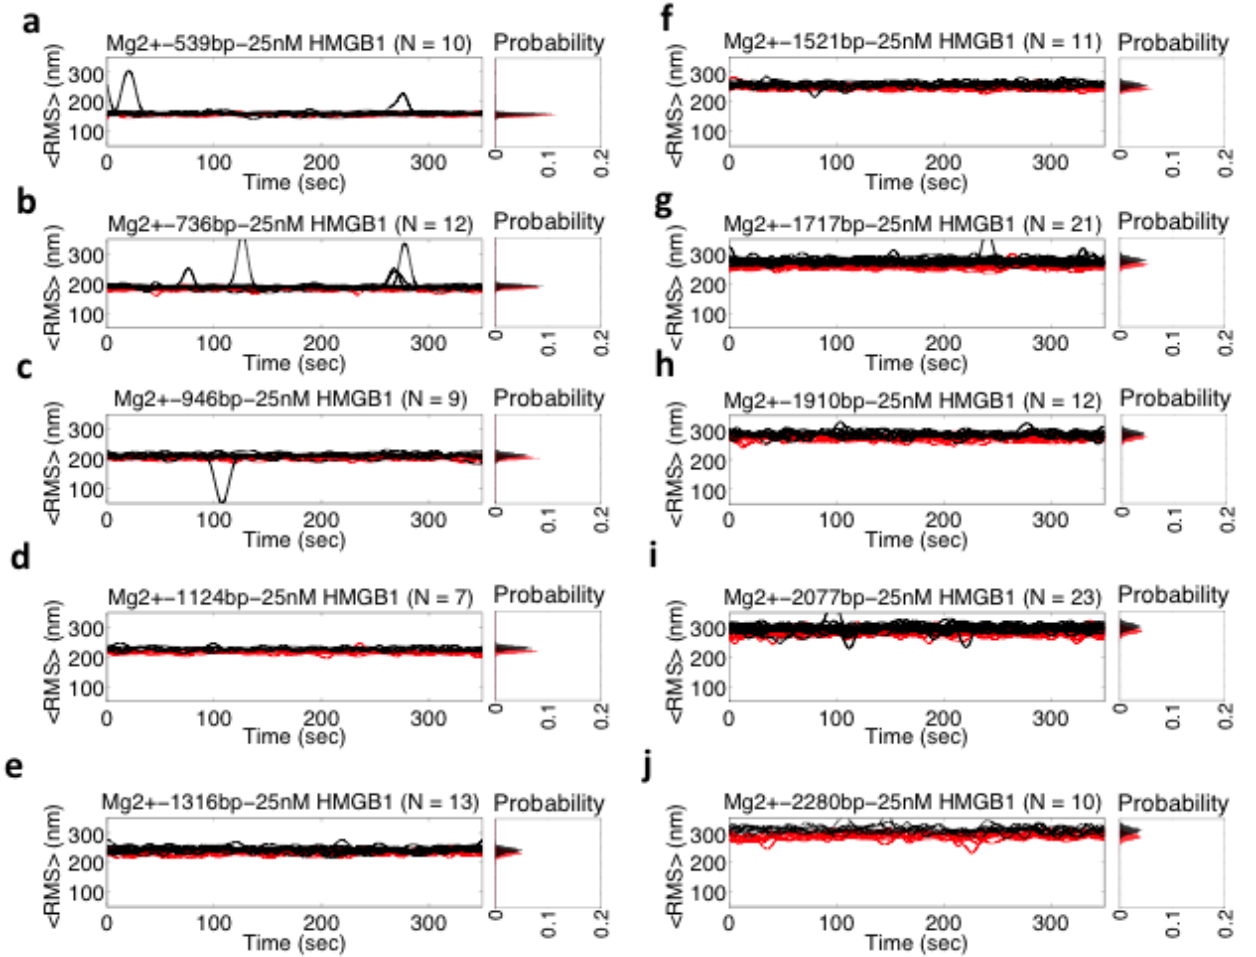 a
Mg2+−539bp−25nM HMGB1 (N = 10)
Probability
<RMS> (nm)
300
200
100
0
100
200
300
Time (sec)
0
0.1
0.2
b
Mg2+−736bp−25nM HMGB1 (N = 12)
Probability
<RMS> (nm)
300
200
100
0
100
200
300
Time (sec)
0
0.1
0.2
c
Mg2+−946bp−25nM HMGB1 (N = 9)
Probability
<RMS> (nm)
300
200
100
0
100
200
300
Time (sec)
0
0.1
0.2
d
Mg2+−1124bp−25nM HMGB1 (N = 7)
Probability
<RMS> (nm)
300
200
100
0
100
200
300
Time (sec)
0
0.1
0.2
e
Mg2+−1316bp−25nM HMGB1 (N = 13)
Probability
<RMS> (nm)
300
200
100
0
100
200
300
Time (sec)
0
0.1
0.2
f
Mg2+−1521bp−25nM HMGB1 (N = 11)
Probability
<RMS> (nm)
300
200
100
0
100
200
300
Time (sec)
0
0.1
0.2
g
Mg2+−1717bp−25nM HMGB1 (N = 21)
Probability
<RMS> (nm)
300
200
100
0
100
200
300
Time (sec)
0
0.1
0.2
h
Mg2+−1910bp−25nM HMGB1 (N = 12)
Probability
<RMS> (nm)
300
200
100
0
100
200
300
Time (sec)
0
0.1
0.2
i
Mg2+−2077bp−25nM HMGB1 (N = 23)
Probability
<RMS> (nm)
300
200
100
0
100
200
300
Time (sec)
0
0.1
0.2
j
Mg2+−2280bp−25nM HMGB1 (N = 10)
Probability
<RMS> (nm)
300
200
100
0
100
200
300
Time (sec)
0
0.1
0.2